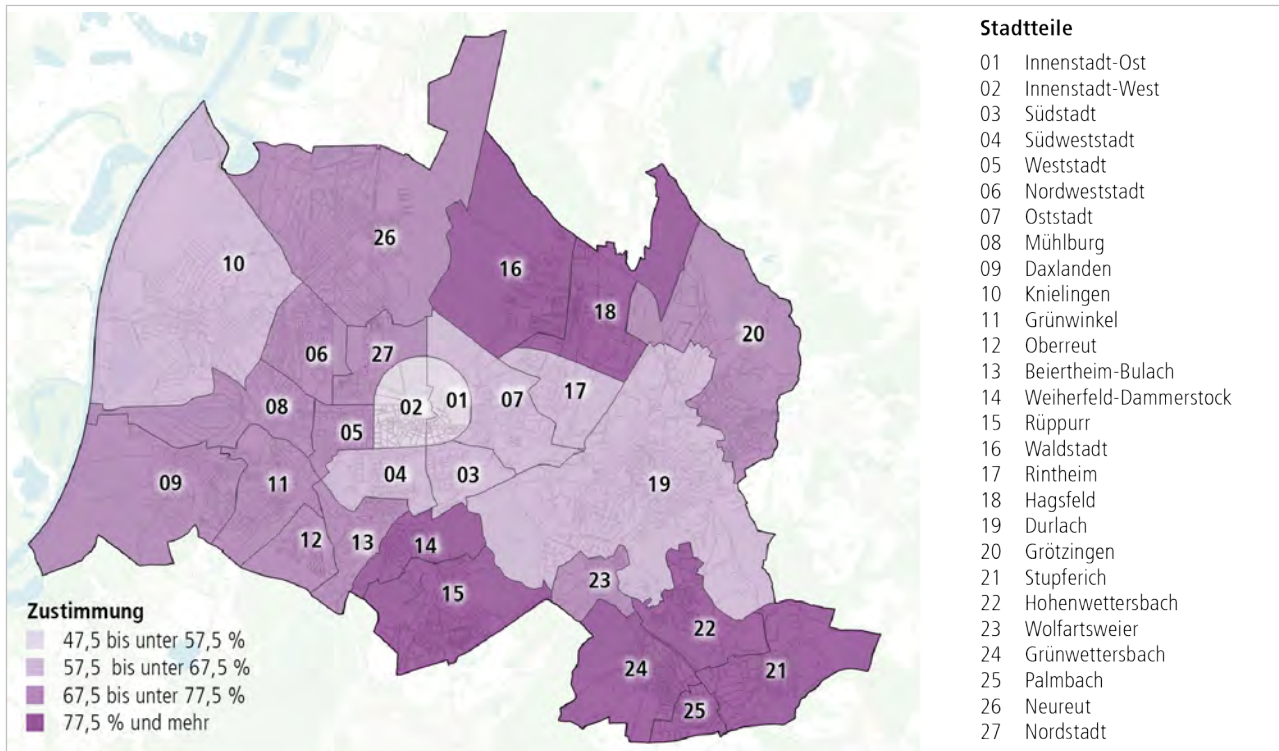 26
10
16
18
20
06
27
17
02
01
07
08
05
04
03
19
09
11
12
13
14
23
15
22
24
21
25
Zustimmung
47,5 bis unter 57,5 %
57,5 bis unter 67,5 %
67,5 bis unter 77,5 %
77,5 % und mehr
Stadtteile
01 Innenstadt-Ost
02 Innenstadt-West
03 Südstadt
04 Südweststadt
05 Weststadt
06 Nordweststadt
07 Oststadt
08 Mühlburg
09 Daxlanden
10 Knielingen
11 Grünwinkel
12 Oberreut
13 Beiertheim-Bulach
14 Weiherfeld-Dammerstock
15 Rüppurr
16 Waldstadt
17 Rintheim
18 Hagsfeld
19 Durlach
20 Grötzingen
21 Stupferich
22 Hohenwettersbach
23 Wolfartsweier
24 Grünwettersbach
25 Palmbach
26 Neureut
27 Nordstadt